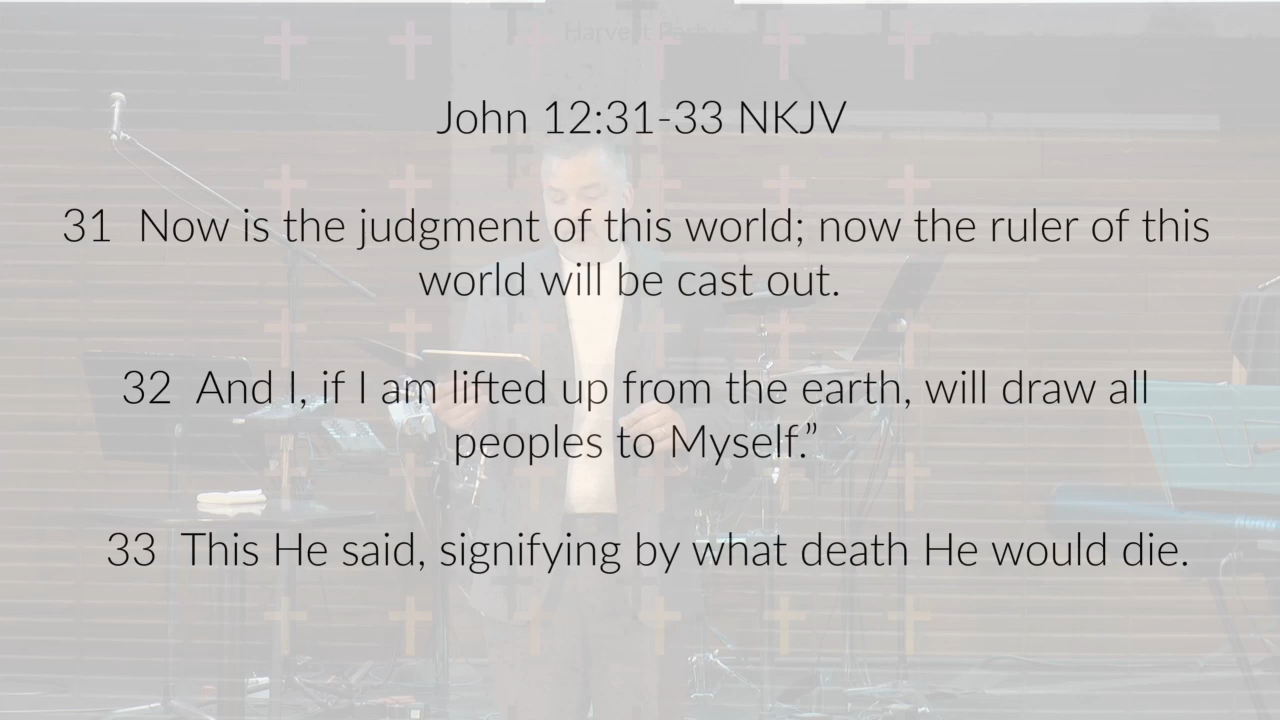 John 12:31-33 NKJV
31 Now is the judgment of this world; now the ruler of this
world will be cast out.
32 And I, if I am lifted up from the earth, will draw all
peoples to Myself.”
33 This He said, signifying by what death He would die.